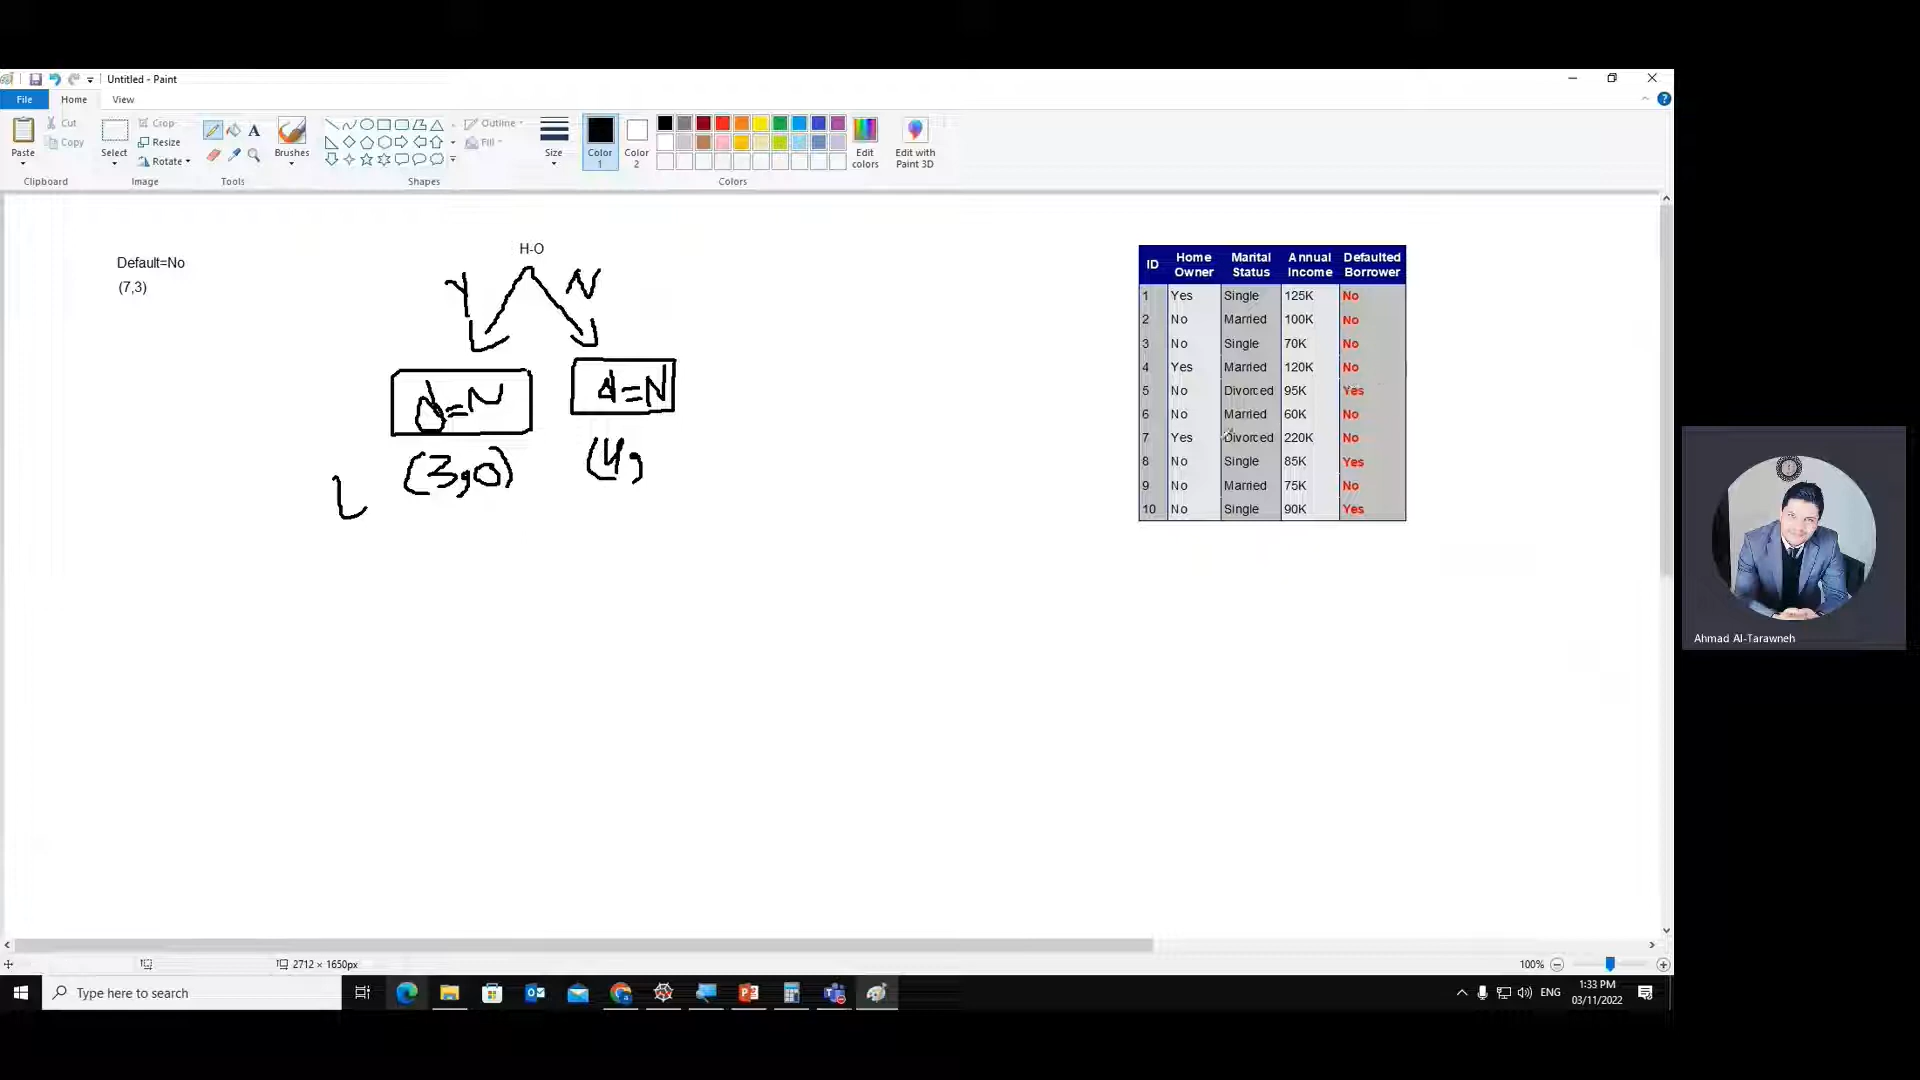 Untitled - Paint
File Home View
Paste
Cut
Copy
Clipboard
Select
Crop
Resize
Rotate
Image
Tools
Brushes
Shapes
Outline
Fill
Size
Color 1
Color 2
Colors
Edit colors
Edit with Paint 3D
Default=No
(7,3)
H-O
Y N
d=N d=N
(3,0) (4,
L
ID Home Owner Marital Status Annual Income Defaulted Borrower
1 Yes Single 125K No
2 No Married 100K No
3 No Single 70K No
4 Yes Married 120K No
5 No Divorced 95K Yes
6 No Married 60K No
7 Yes Divorced 220K No
8 No Single 85K Yes
9 No Married 75K No
10 No Single 90K Yes
Ahmad Al-Tarawneh
2712 × 1650px
100%
Type here to search
ENG
1:33 PM
03/11/2022